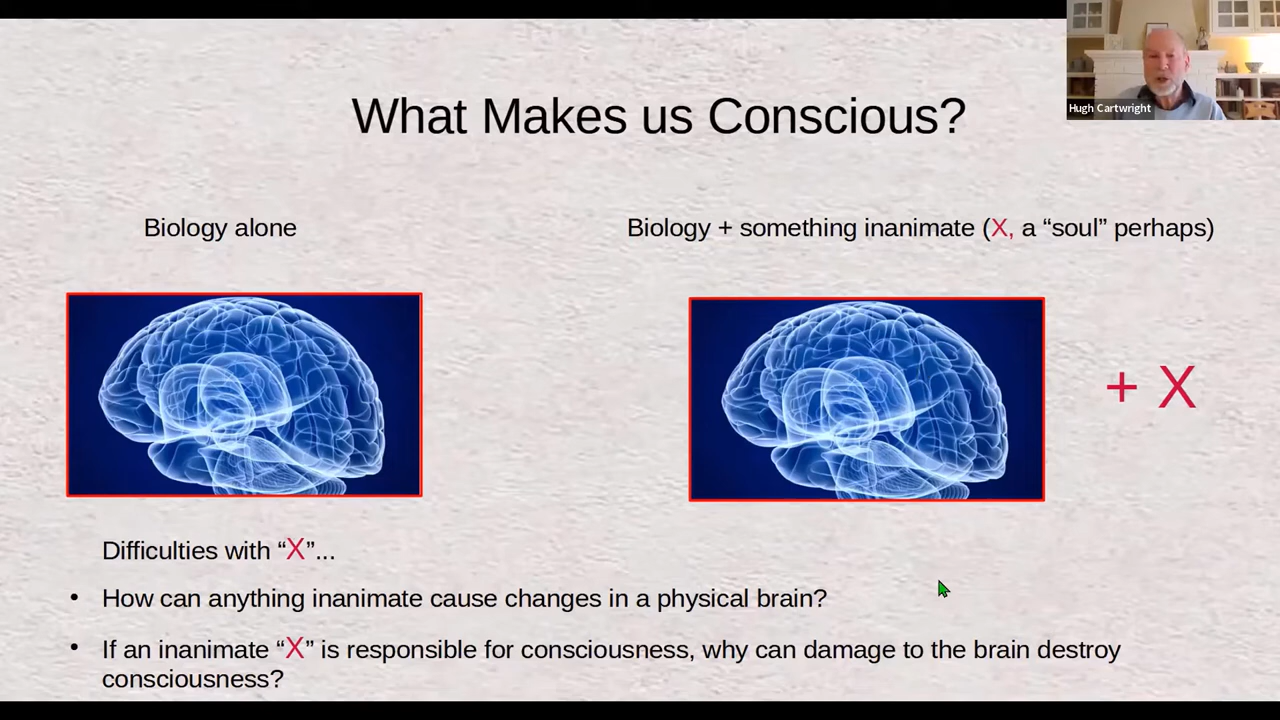 Hugh Cartwright
What Makes us Conscious?
Biology alone
Biology + something inanimate (X, a “soul” perhaps)
+ X
Difficulties with “X”...
• How can anything inanimate cause changes in a physical brain?
• If an inanimate “X” is responsible for consciousness, why can damage to the brain destroy
consciousness?